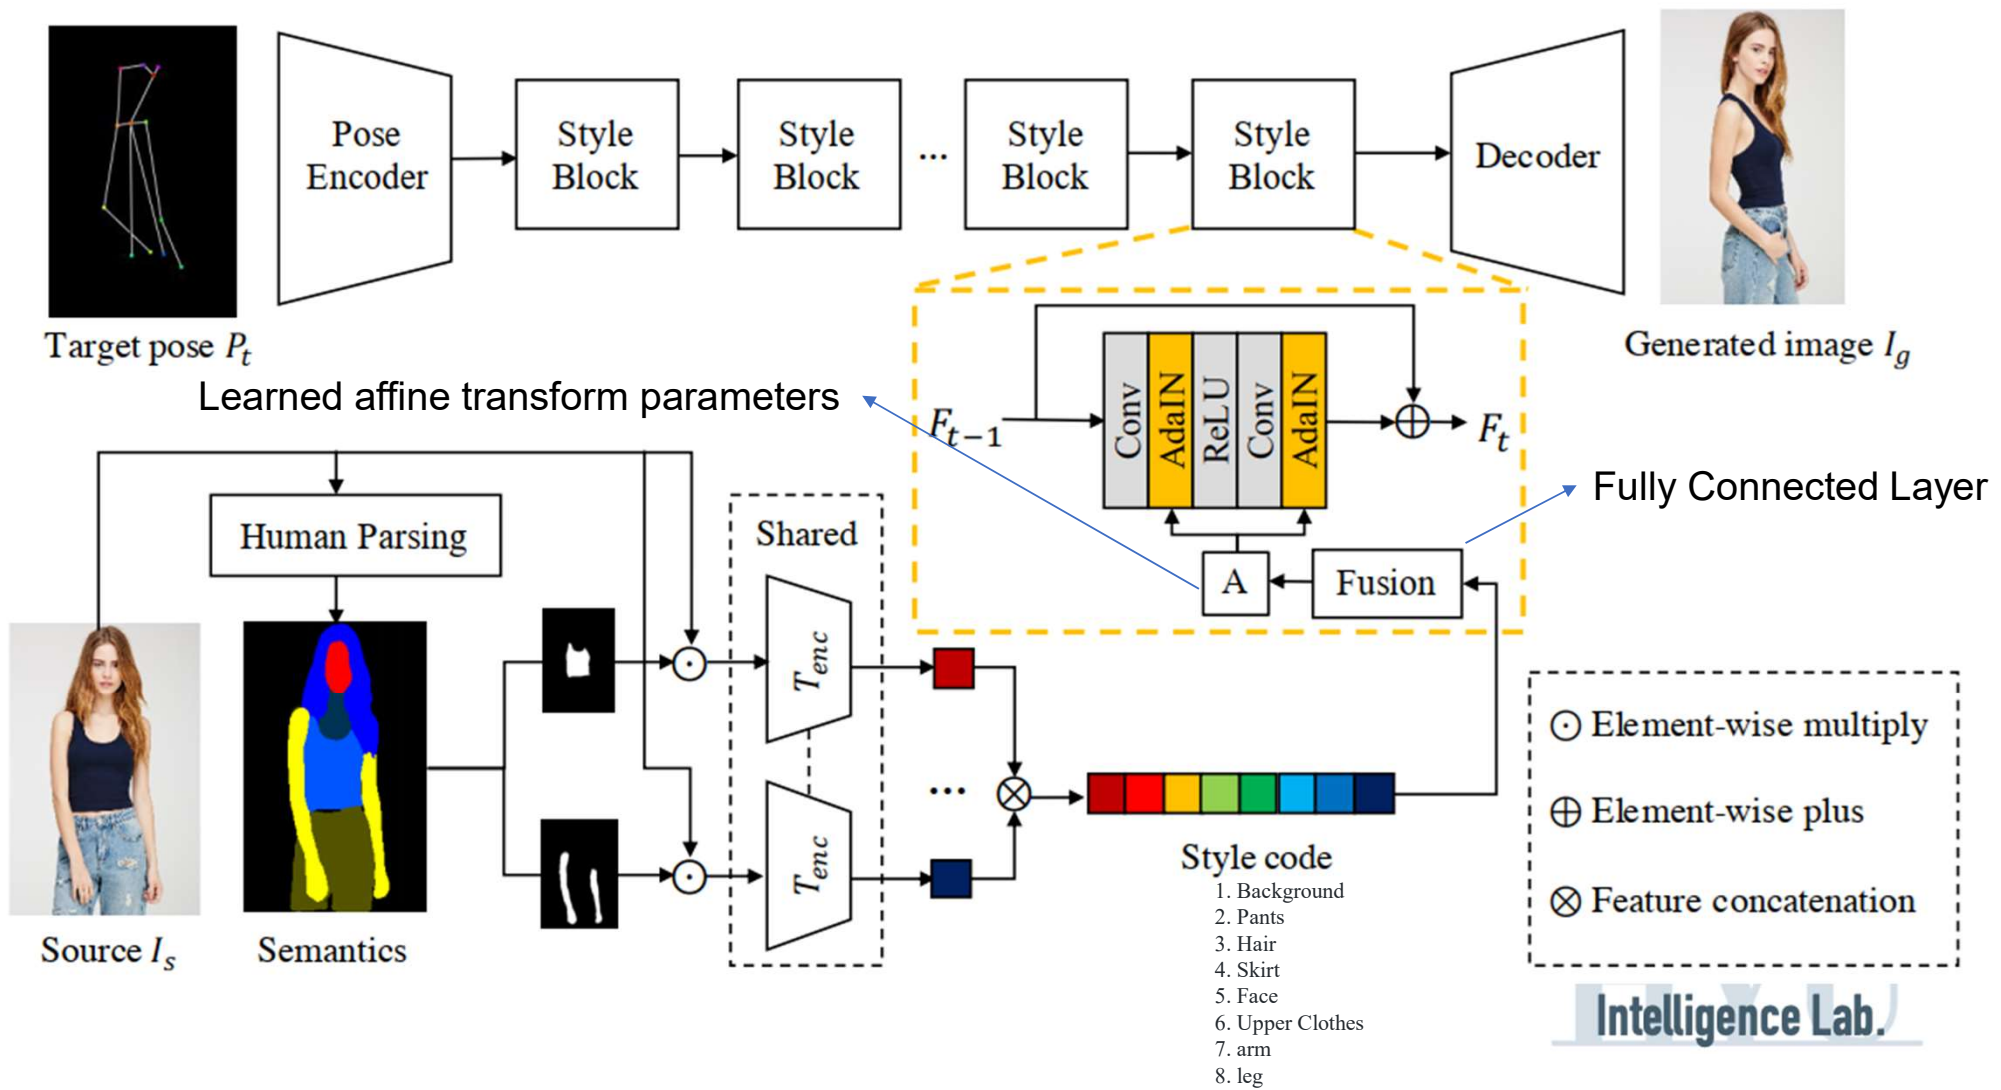 Pose
Encoder
Style
Block
Style
Block
...
Style
Block
Style
Block
Decoder
Target pose P_t
Generated image I_g
Learned affine transform parameters
F_{t-1}
Conv
AdaIN
ReLU
Conv
AdaIN
F_t
Fully Connected Layer
A
Fusion
Human Parsing
Shared
T_enc
T_enc
...
Source I_s
Semantics
Style code
1. Background
2. Pants
3. Hair
4. Skirt
5. Face
6. Upper Clothes
7. arm
8. leg
⊙ Element-wise multiply
⊕ Element-wise plus
⊗ Feature concatenation
Intelligence Lab.